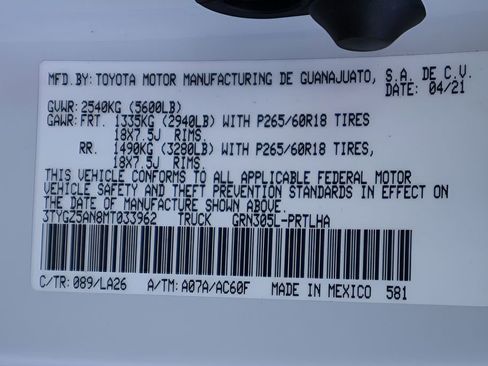 MFD.BY: TOYOTA MOTOR MANUFACTURING DE GUANAJUATO, S.A. DE C.V.
DATE: 04/21
GVWR: 2540KG (5600LB)
GAWR: FRT. 1335KG (2940LB) WITH P265/60R18 TIRES
18X7.5J RIMS.
RR. 1490KG (3280LB) WITH P265/60R18 TIRES,
18X7.5J RIMS.
THIS VEHICLE CONFORMS TO ALL APPLICABLE FEDERAL MOTOR
VEHICLE SAFETY AND THEFT PREVENTION STANDARDS IN EFFECT ON
THE DATE OF MANUFACTURE SHOWN ABOVE.
3TYGZ5AN8MT033962 TRUCK GRN305L-PRTLHA
C/TR: 089/LA26 A/TM: A07A/AC60F MADE IN MEXICO 581